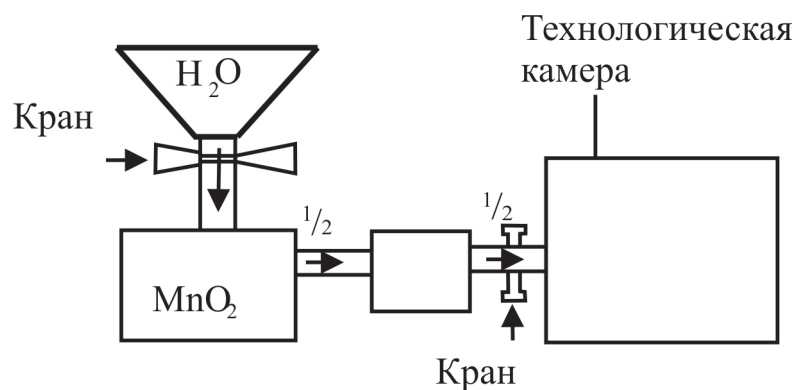 Технологическая
камера
H₂O
Кран
1/2
1/2
MnO₂
Кран